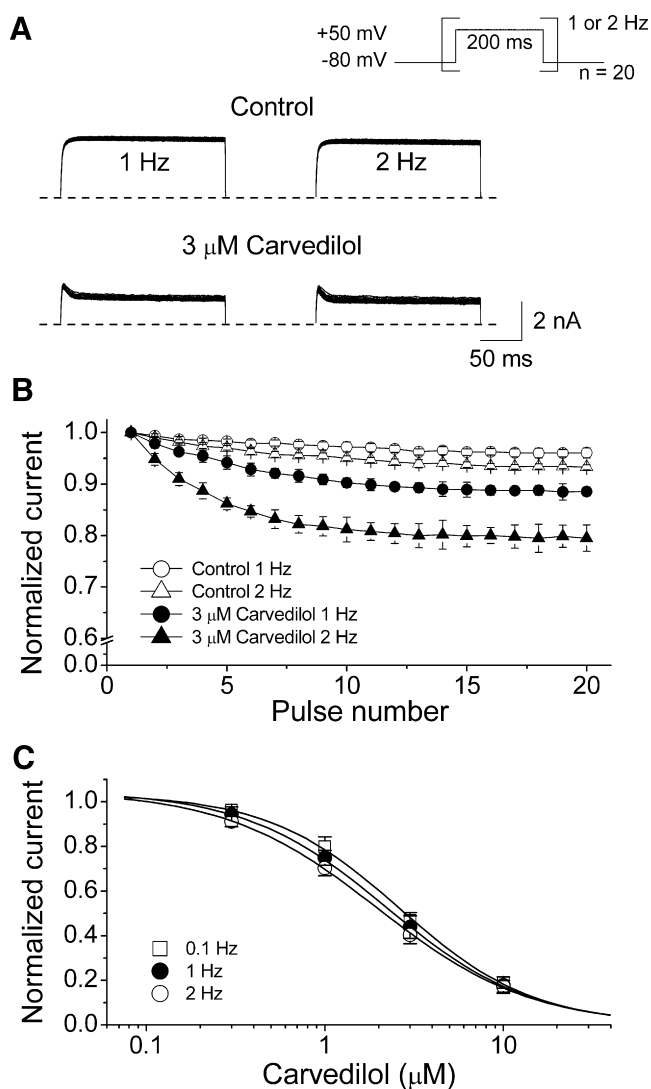 A
+50 mV
-80 mV
200 ms
1 or 2 Hz
n = 20
Control
1 Hz
2 Hz
3 μM Carvedilol
2 nA
50 ms
B
Normalized current
1.0
0.9
0.8
0.7
0.6
0.0
Control 1 Hz
Control 2 Hz
3 μM Carvedilol 1 Hz
3 μM Carvedilol 2 Hz
0 5 10 15 20
Pulse number
C
Normalized current
1.0
0.8
0.6
0.4
0.2
0.0
0.1 Hz
1 Hz
2 Hz
0.1 1 10
Carvedilol (μM)